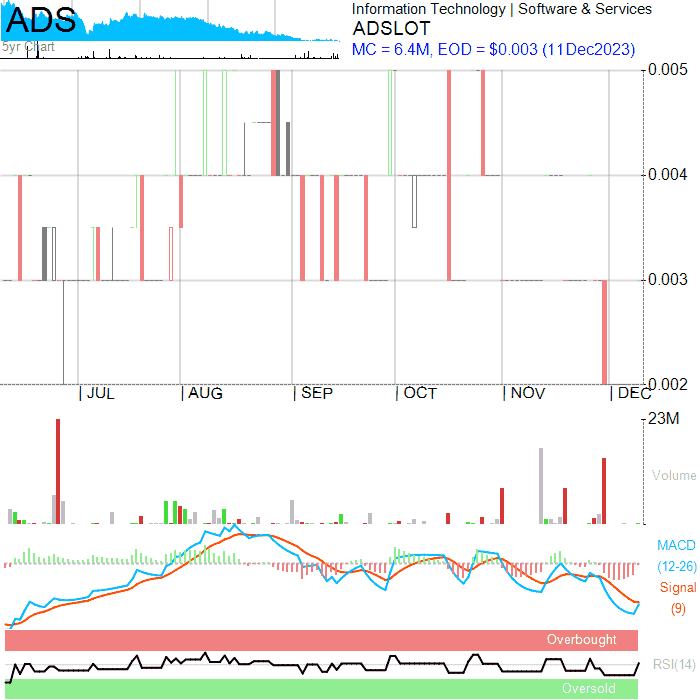 ADS
5yr Chart
Information Technology | Software & Services
ADSLOT
MC = 6.4M, EOD = $0.003 (11Dec2023)
0.005
0.004
0.003
0.002
| JUL | AUG | SEP | OCT | NOV | DEC
23M
Volume
MACD
(12-26)
Signal
(9)
Overbought
RSI(14)
Oversold